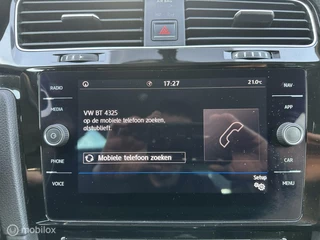 17:27
21.0°C
RADIO
NAV
MEDIA
APP
VW BT 4325
op de mobiele telefoon zoeken,
alstublieft.
Mobiele telefoon zoeken
PHONE
CAR
VOICE
Setup
MENU
Mobilox